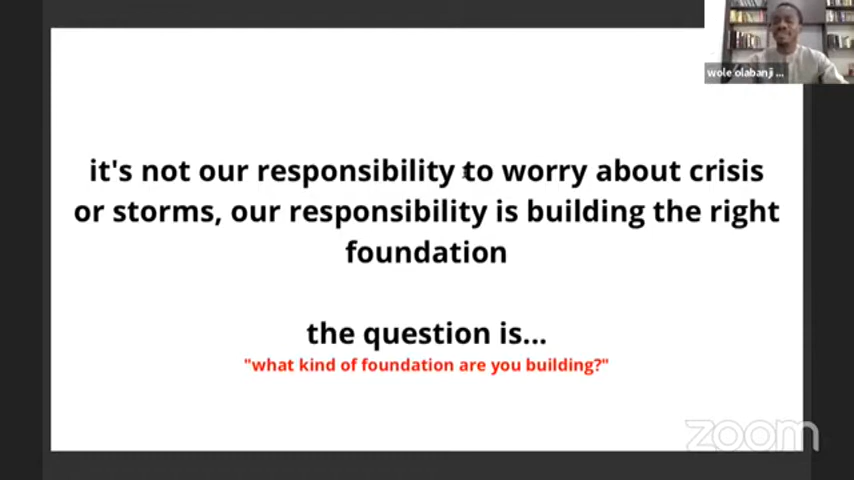 wole olabanji ...
it's not our responsibility to worry about crisis
or storms, our responsibility is building the right
foundation
the question is...
"what kind of foundation are you building?"
zoom